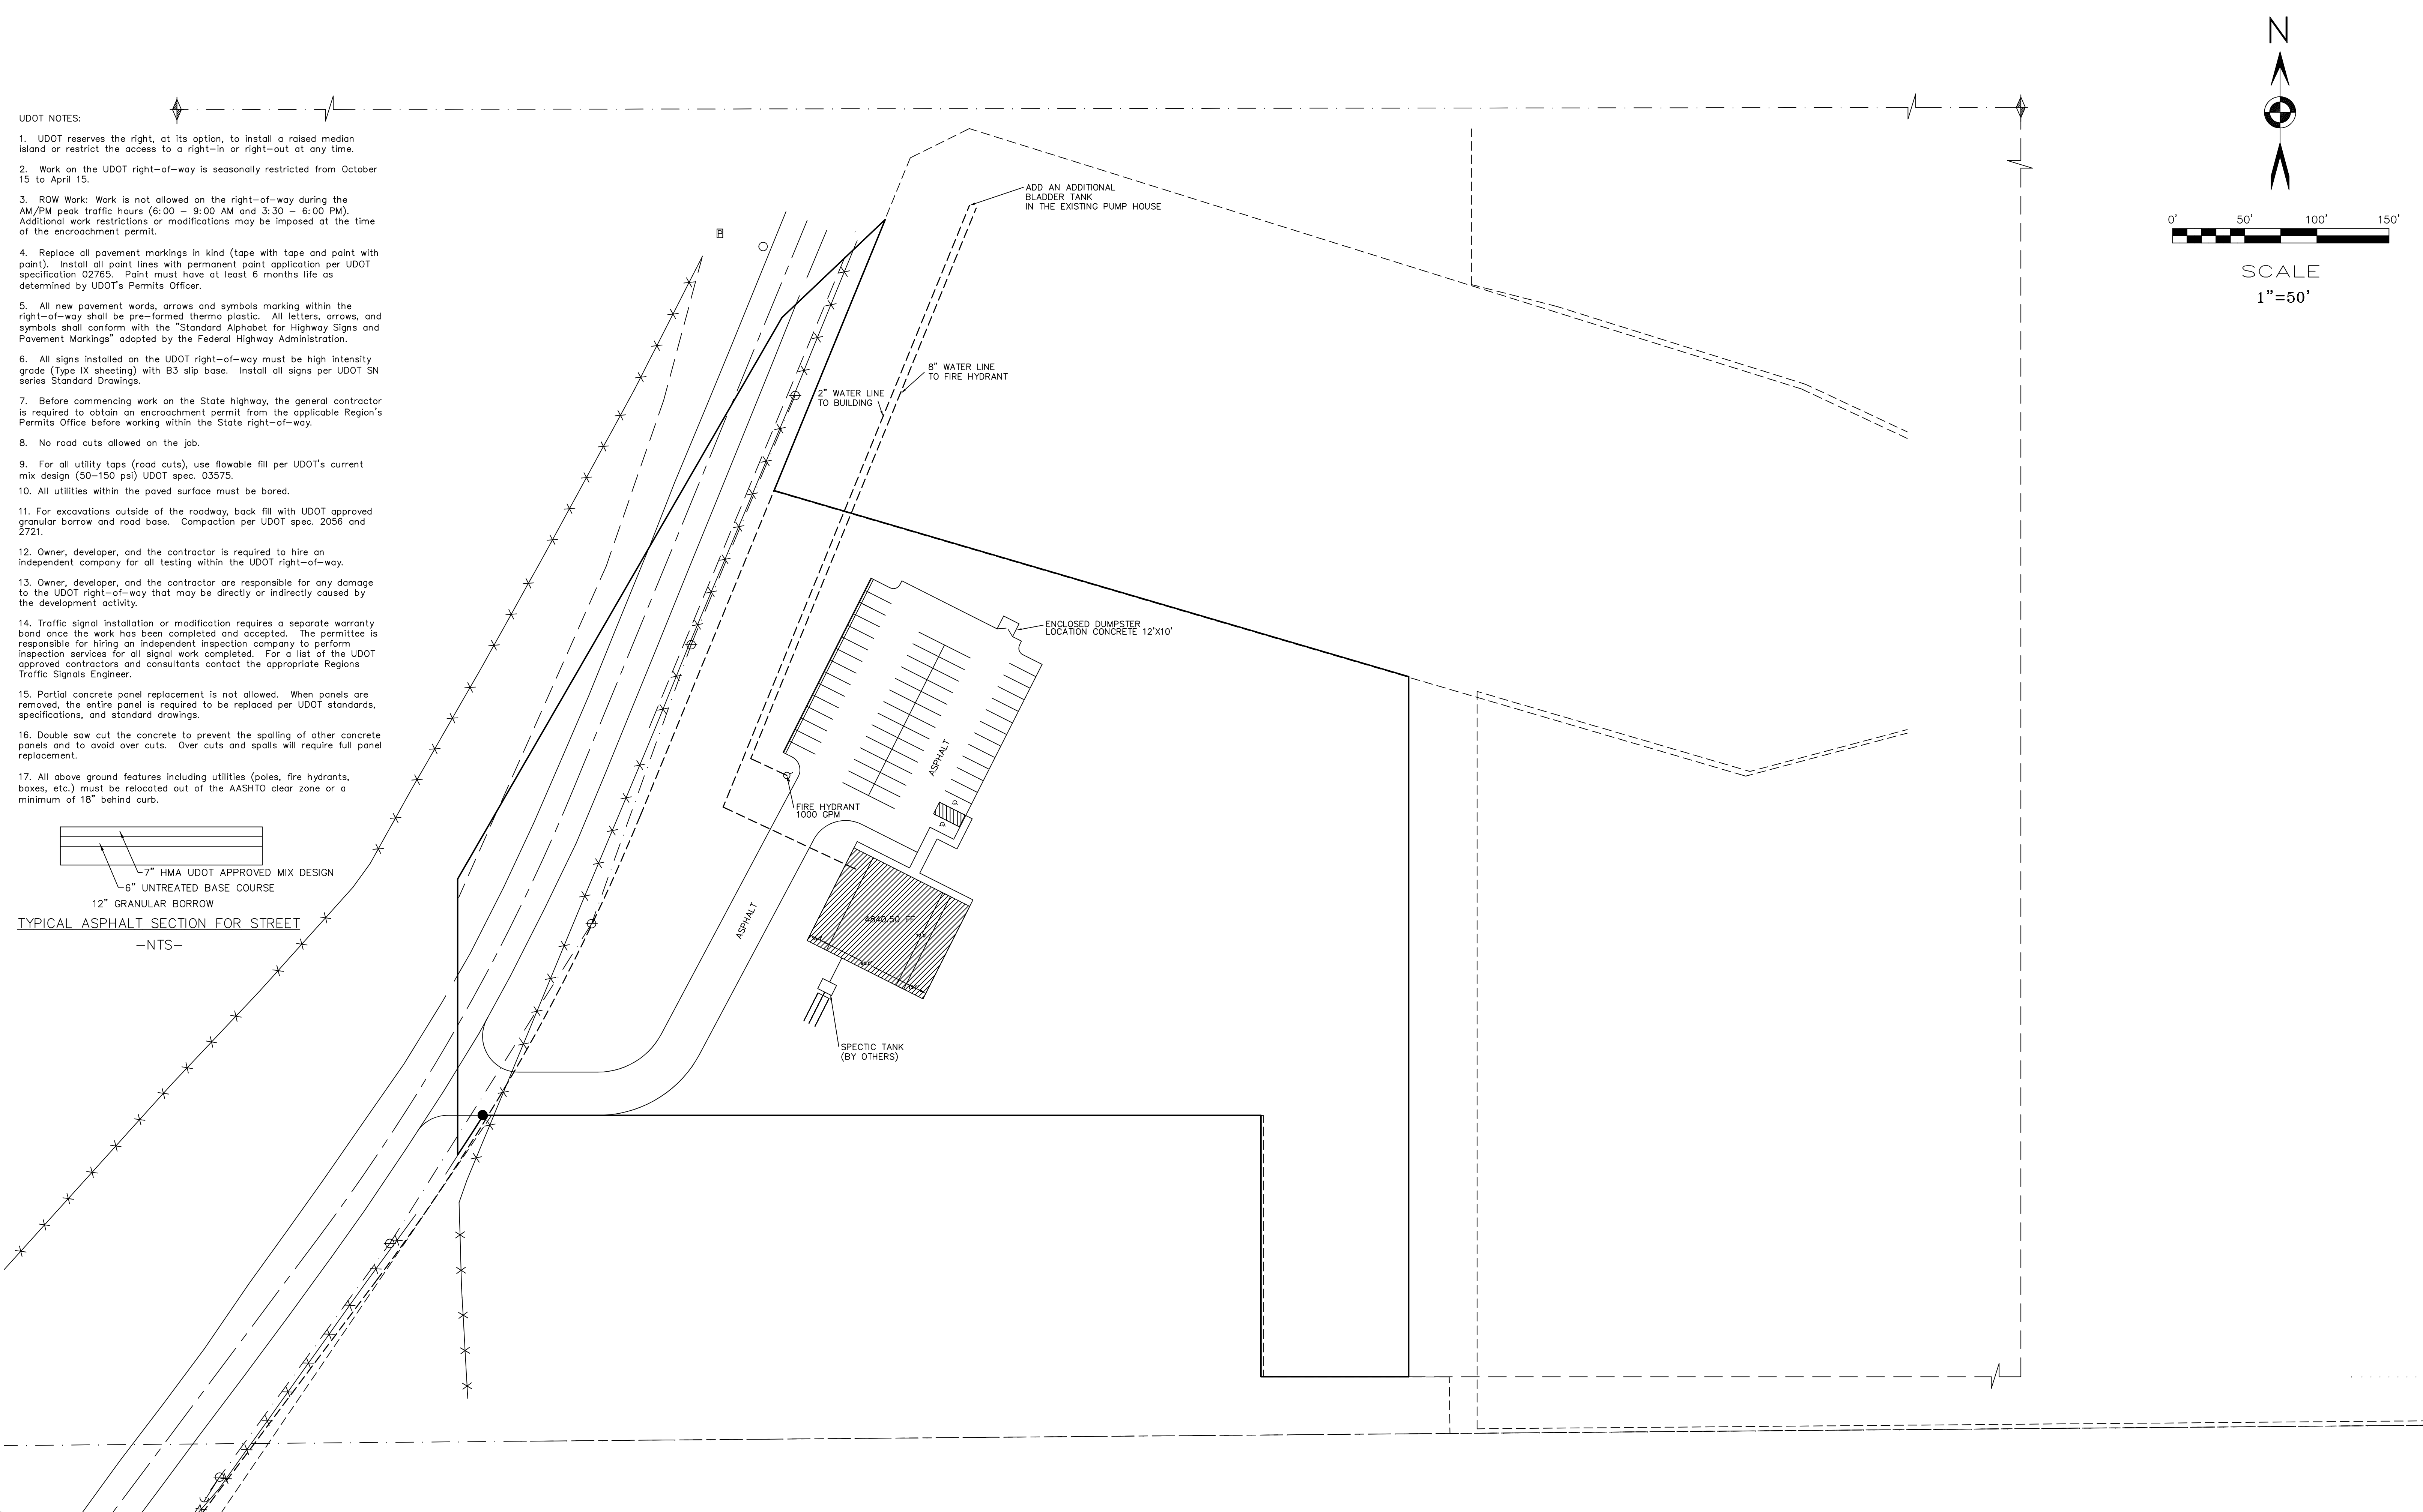 UDOT NOTES:
1. UDOT reserves the right, at its option, to install a raised median
island or restrict the access to a right-in or right-out at any time.
2. Work on the UDOT right-of-way is seasonally restricted from October
15 to April 15.
3. ROW Work: Work is not allowed on the right-of-way during the
AM/PM peak traffic hours (6:00 - 9:00 AM and 3:30 - 6:00 PM).
Additional work restrictions or modifications may be imposed at the time
of the encroachment permit.
4. Replace all pavement markings in kind (tape with tape and paint with
paint). Install all paint lines with permanent paint application per UDOT
specification 02765. Paint must have at least 6 months life as
determined by UDOT's Permits Officer.
5. All new pavement words, arrows and symbols marking within the
right-of-way shall be pre-formed thermo plastic. All letters, arrows, and
symbols shall conform with the "Standard Alphabet for Highway Signs and
Pavement Markings" adopted by the Federal Highway Administration.
6. All signs installed on the UDOT right-of-way must be high intensity
grade (Type IX sheeting) with B3 slip base. Install all signs per UDOT SN
series Standard Drawings.
7. Before commencing work on the State highway, the general contractor
is required to obtain an encroachment permit from the applicable Region's
Permits Office before working within the State right-of-way.
8. No road cuts allowed on the job.
9. For all utility taps (road cuts), use flowable fill per UDOT's current
mix design (50-150 psi) UDOT spec. 03575.
10. All utilities within the paved surface must be bored.
11. For excavations outside of the roadway, back fill with UDOT approved
granular borrow and road base. Compaction per UDOT spec. 2056 and
2721.
12. Owner, developer, and the contractor is required to hire an
independent company for all testing within the UDOT right-of-way.
13. Owner, developer, and the contractor are responsible for any damage
to the UDOT right-of-way that may be directly or indirectly caused by
the development activity.
14. Traffic signal installation or modification requires a separate warranty
bond once the work has been completed and accepted. The permittee is
responsible for hiring an independent inspection company to perform
inspection services for all signal work completed. For a list of the UDOT
approved contractors and consultants contact the appropriate Regions
Traffic Signals Engineer.
15. Partial concrete panel replacement is not allowed. When panels are
removed, the entire panel is required to be replaced per UDOT standards,
specifications, and standard drawings.
16. Double saw cut the concrete to prevent the spalling of other concrete
panels and to avoid over cuts. Over cuts and spalls will require full panel
replacement.
17. All above ground features including utilities (poles, fire hydrants,
boxes, etc.) must be relocated out of the AASHTO clear zone or a
minimum of 18" behind curb.
7" HMA UDOT APPROVED MIX DESIGN
6" UNTREATED BASE COURSE
12" GRANULAR BORROW
TYPICAL ASPHALT SECTION FOR STREET
-NTS-
P
ADD AN ADDITIONAL
BLADDER TANK
IN THE EXISTING PUMP HOUSE
8" WATER LINE
TO FIRE HYDRANT
2" WATER LINE
TO BUILDING
ENCLOSED DUMPSTER
LOCATION CONCRETE 12'X10'
ASPHALT
FIRE HYDRANT
1000 GPM
ASPHALT
4840.50 FF
SPECTIC TANK
(BY OTHERS)
N
0' 50' 100' 150'
SCALE
1"=50'